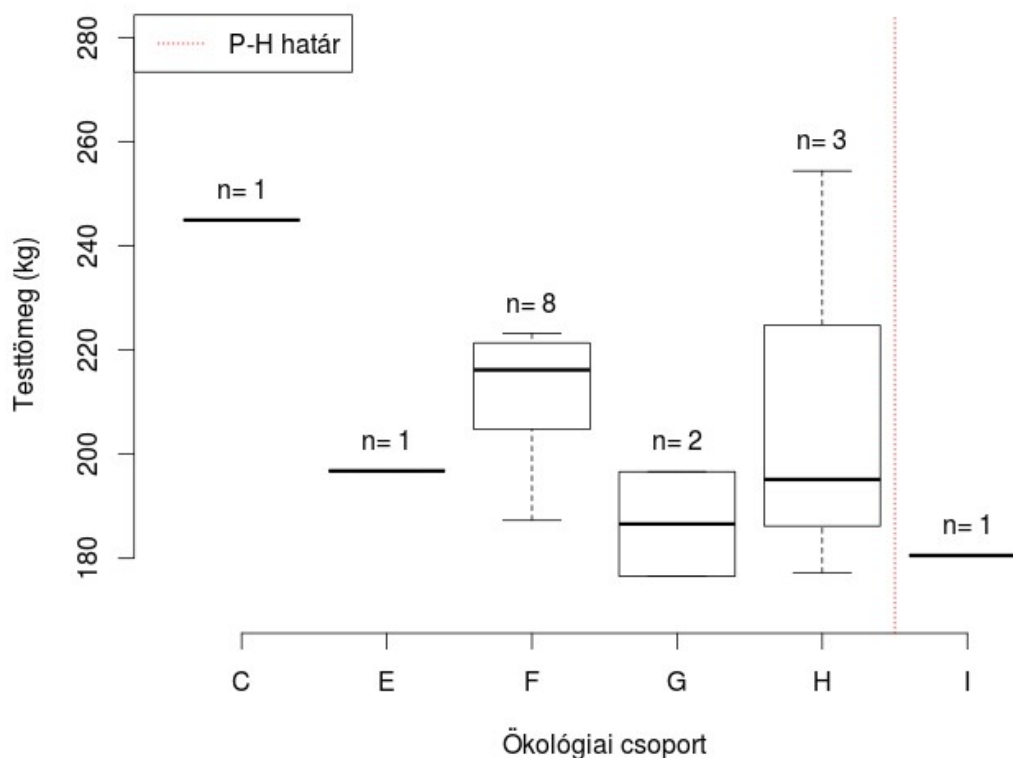 P-H határ
Testtömeg (kg)
280
260
240
220
200
180
n= 1
n= 1
n= 8
n= 2
n= 3
n= 1
C E F G H I
Ökológiai csoport